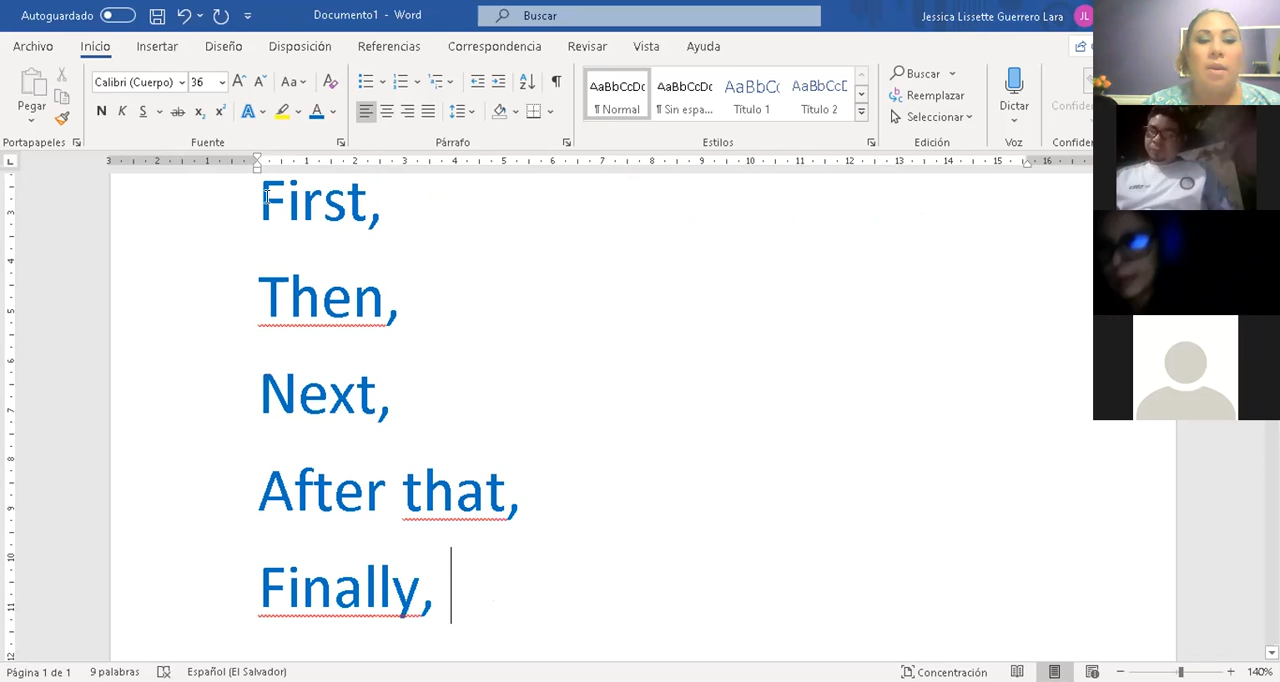 Autoguardado
Documento1 - Word
Buscar
Jessica Lissette Guerrero Lara
JL
Archivo
Inicio
Insertar
Diseño
Disposición
Referencias
Correspondencia
Revisar
Vista
Ayuda
Pegar
Calibri (Cuerpo)
36
N K S
AaBbCcDc
¶ Normal
AaBbCcDc
¶ Sin espa...
AaBbCc
Título 1
AaBbCcD
Título 2
Buscar
Reemplazar
Seleccionar
Dictar
Portapapeles
Fuente
Párrafo
Estilos
Edición
Voz
First,
Then,
Next,
After that,
Finally,
Página 1 de 1
9 palabras
Español (El Salvador)
Concentración
140%